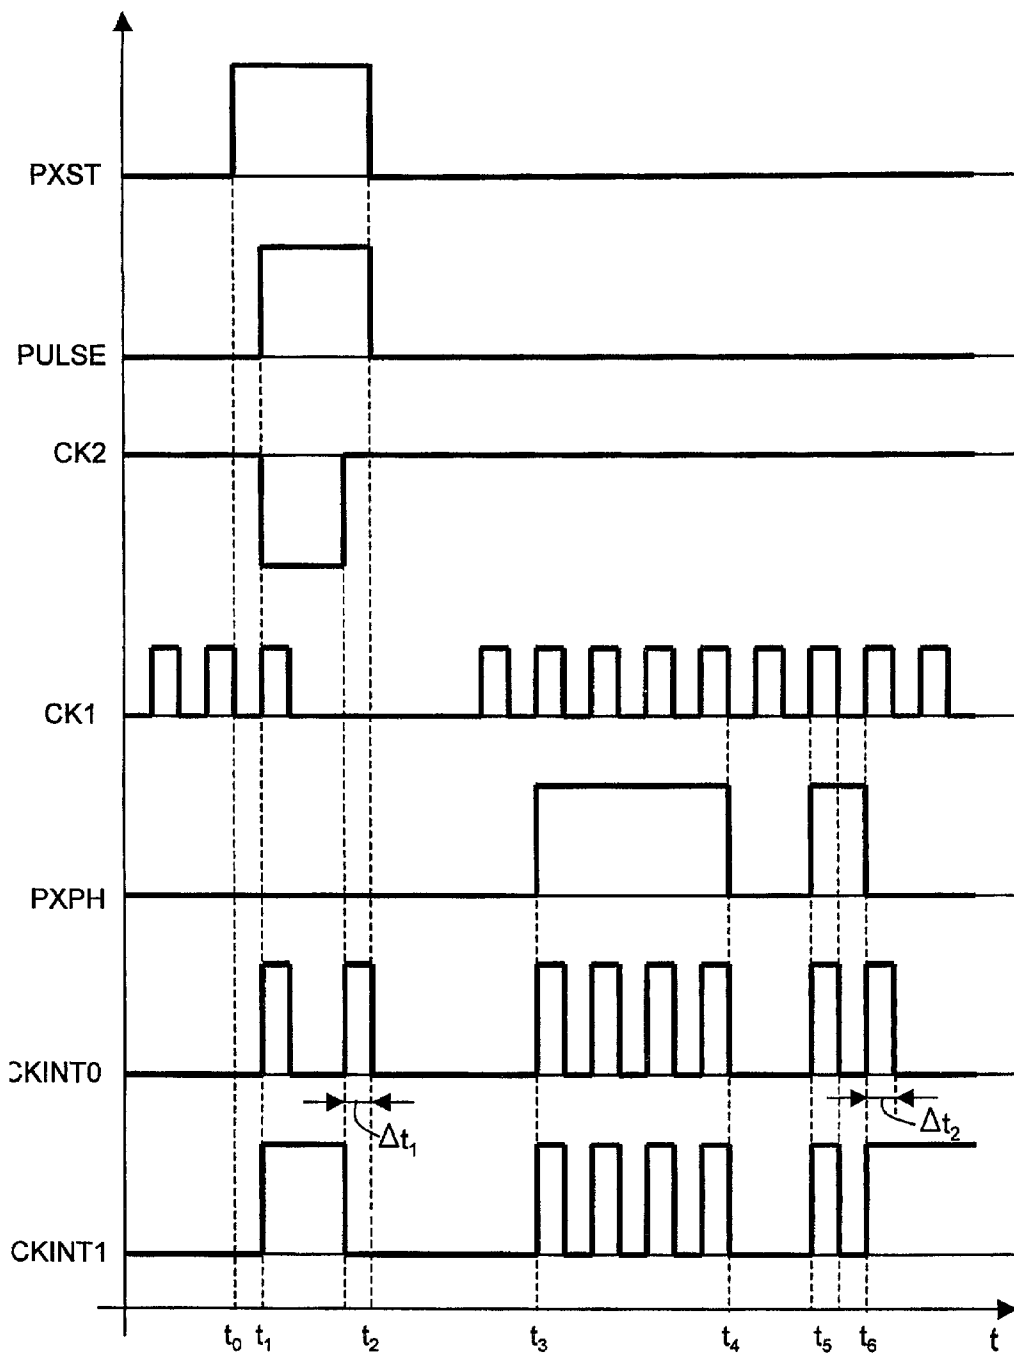 PXST
PULSE
CK2
CK1
PXPH
CKINT0
Δt₁
Δt₂
CKINT1
t₀ t₁ t₂ t₃ t₄ t₅ t₆ t